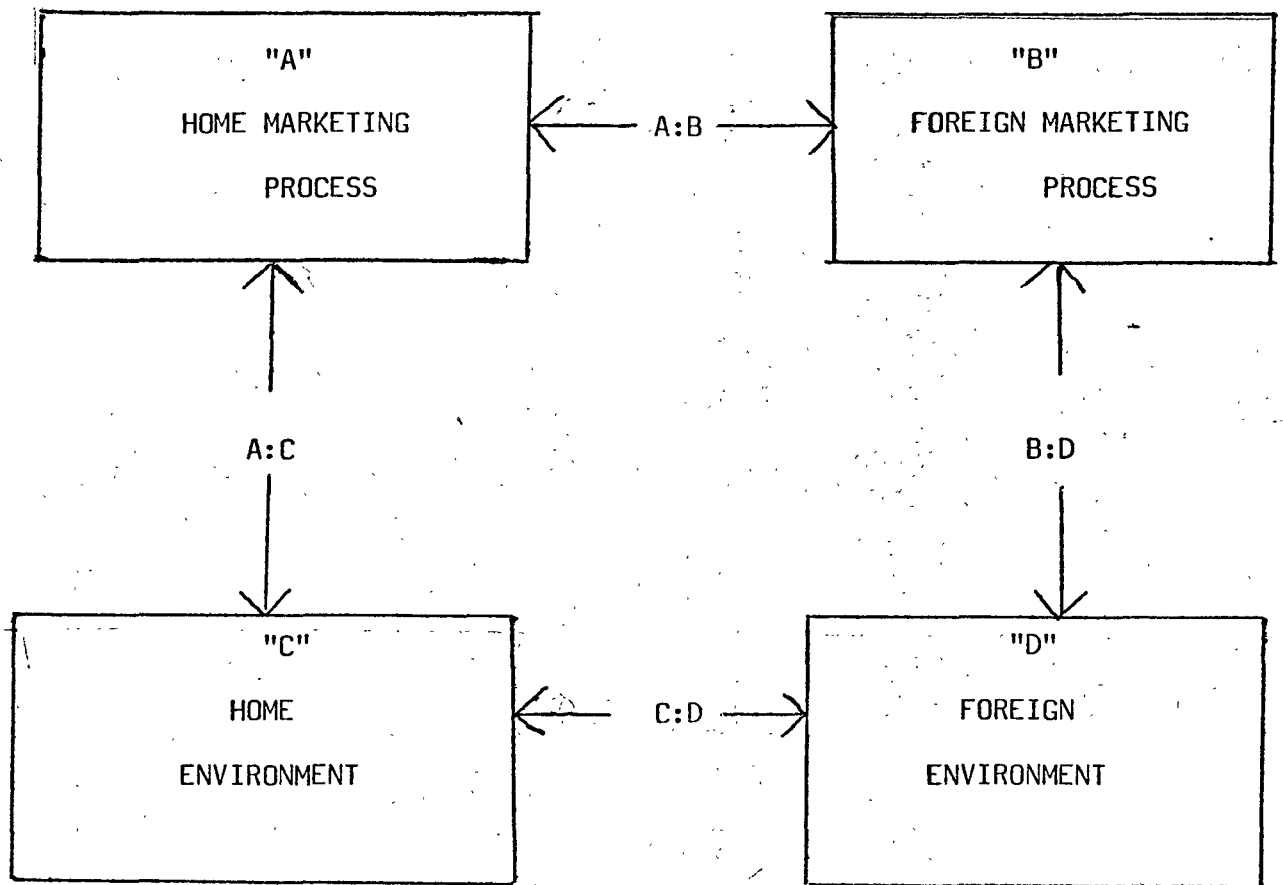 "A"
HOME MARKETING
PROCESS
A:B
"B"
FOREIGN MARKETING
PROCESS
A:C
B:D
"C"
HOME
ENVIRONMENT
C:D
"D"
FOREIGN
ENVIRONMENT